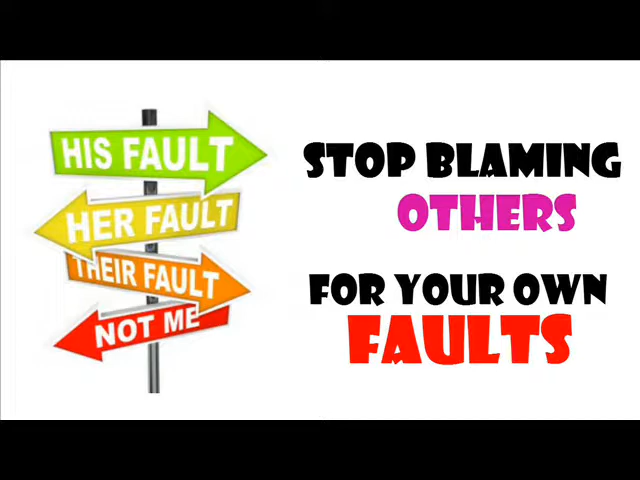 HIS FAULT
HER FAULT
THEIR FAULT
NOT ME
STOP BLAMING
OTHERS
FOR YOUR OWN
FAULTS